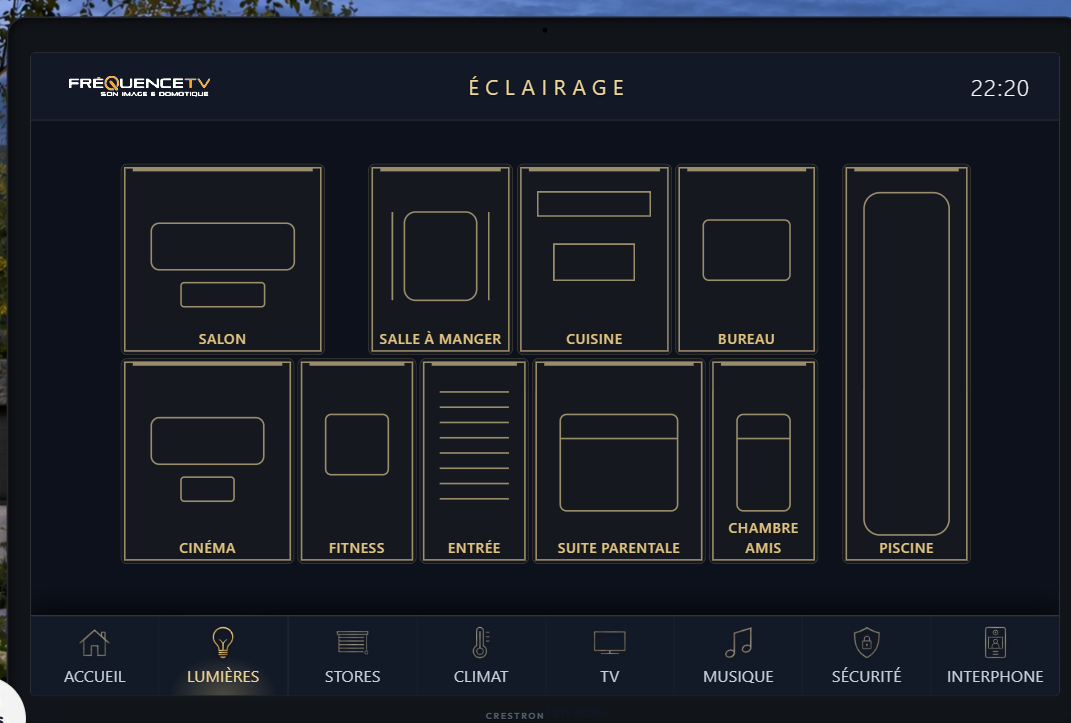 FRÉQUENCETV
SON IMAGE & DOMOTIQUE
ÉCLAIRAGE
22:20
SALON
SALLE À MANGER
CUISINE
BUREAU
CINÉMA
FITNESS
ENTRÉE
SUITE PARENTALE
CHAMBRE
AMIS
PISCINE
ACCUEIL
LUMIÈRES
STORES
CLIMAT
TV
MUSIQUE
SÉCURITÉ
INTERPHONE
CRESTRON